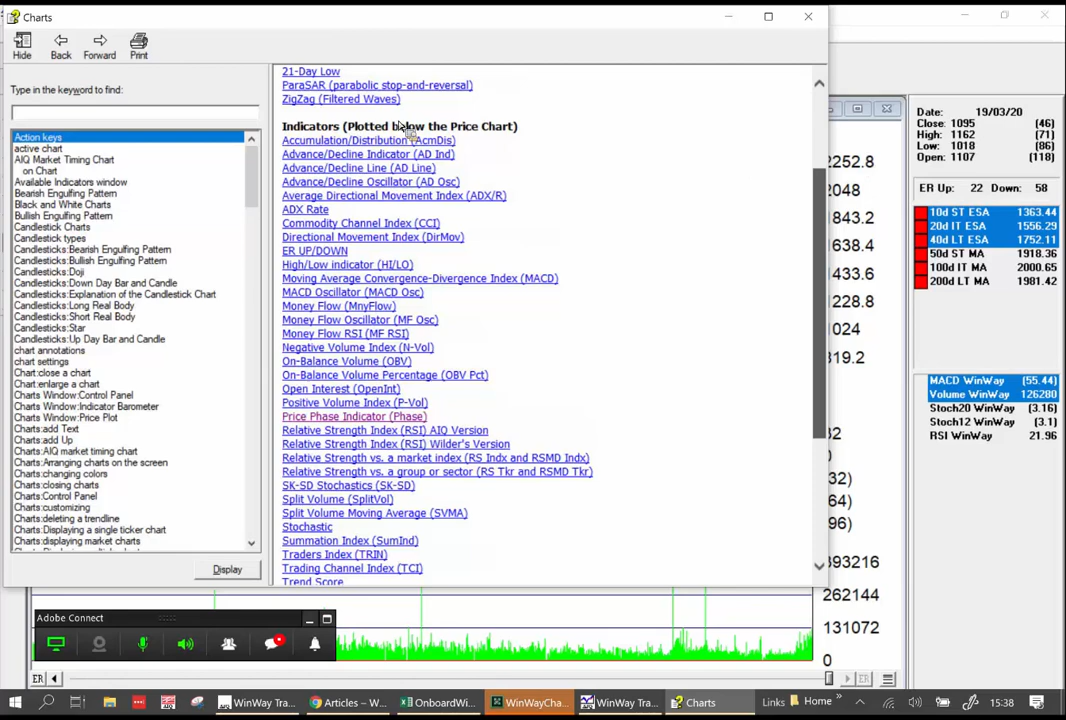 Charts
Hide
Back
Forward
Print
Type in the keyword to find:
Action keys
active chart
AIQ Market Timing Chart
on Chart
Available Indicators window
Bearish Engulfing Pattern
Black and White Charts
Bullish Engulfing Pattern
Candlestick Charts
Candlestick types
Candlesticks:Bearish Engulfing Pattern
Candlesticks:Bullish Engulfing Pattern
Candlesticks:Doji
Candlesticks:Down Day Bar and Candle
Candlesticks:Explanation of the Candlestick Chart
Candlesticks:Long Real Body
Candlesticks:Short Real Body
Candlesticks:Star
Candlesticks:Up Day Bar and Candle
chart annotations
chart settings
Chart:close a chart
Chart:enlarge a chart
Charts Window:Control Panel
Charts Window:Indicator Barometer
Charts Window:Price Plot
Charts:add Text
Charts:add Up
Charts:AIQ market timing chart
Charts:Arranging charts on the screen
Charts:changing colors
Charts:closing charts
Charts:Control Panel
Charts:customizing
Charts:deleting a trendline
Charts:Displaying a single ticker chart
Charts:displaying market charts
Display
21-Day Low
ParaSAR (parabolic stop-and-reversal)
ZigZag (Filtered Waves)
Indicators (Plotted below the Price Chart)
Accumulation/Distribution (AcmDis)
Advance/Decline Indicator (AD Ind)
Advance/Decline Line (AD Line)
Advance/Decline Oscillator (AD Osc)
Average Directional Movement Index (ADX/R)
ADX Rate
Commodity Channel Index (CCI)
Directional Movement Index (DirMov)
ER UP/DOWN
High/Low indicator (HI/LO)
Moving Average Convergence-Divergence Index (MACD)
MACD Oscillator (MACD Osc)
Money Flow (MnyFlow)
Money Flow Oscillator (MF Osc)
Money Flow RSI (MF RSI)
Negative Volume Index (N-Vol)
On-Balance Volume (OBV)
On-Balance Volume Percentage (OBV Pct)
Open Interest (OpenInt)
Positive Volume Index (P-Vol)
Price Phase Indicator (Phase)
Relative Strength Index (RSI) AIQ Version
Relative Strength Index (RSI) Wilder's Version
Relative Strength vs. a market index (RS Indx and RSMD Indx)
Relative Strength vs. a group or sector (RS Tkr and RSMD Tkr)
SK-SD Stochastics (SK-SD)
Split Volume (SplitVol)
Split Volume Moving Average (SVMA)
Stochastic
Summation Index (SumInd)
Traders Index (TRIN)
Trading Channel Index (TCI)
Trend Score
2252.8
2048
843.2
638.4
433.6
228.8
1024
819.2
32
64)
96)
393216
262144
131072
0
Date: 19/03/20
Close: 1095 (46)
High: 1162 (71)
Low: 1018 (86)
Open: 1107 (118)
ER Up: 22 Down: 58
10d ST ESA 1363.44
20d IT ESA 1556.29
40d LT ESA 1752.11
50d ST MA 1918.36
100d IT MA 2000.65
200d LT MA 1981.42
MACD WinWay (55.44)
Volume WinWay 126280
Stoch20 WinWay (3.16)
Stoch12 WinWay (3.1)
RSI WinWay 21.96
Adobe Connect
ER
ER
WinWay Tra...
Articles – W...
OnboardWi...
WinWayCha...
WinWay Tra...
Charts
Links
Home
15:38